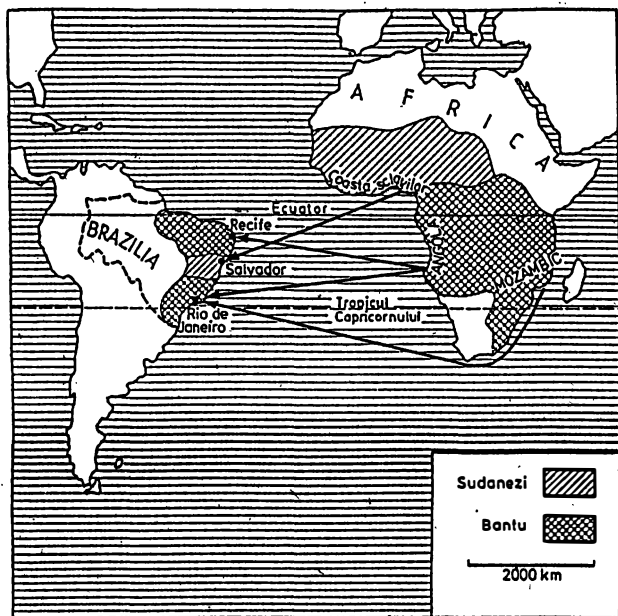 AFRICA
Coasta sclavilor
Ecuator
Recife
BRAZILIA
ANGOLA
Salvador
MOZAMBIC
Tropicul
Capricornului
Rio de
Janeiro
Sudanezi
Bantu
2000 km